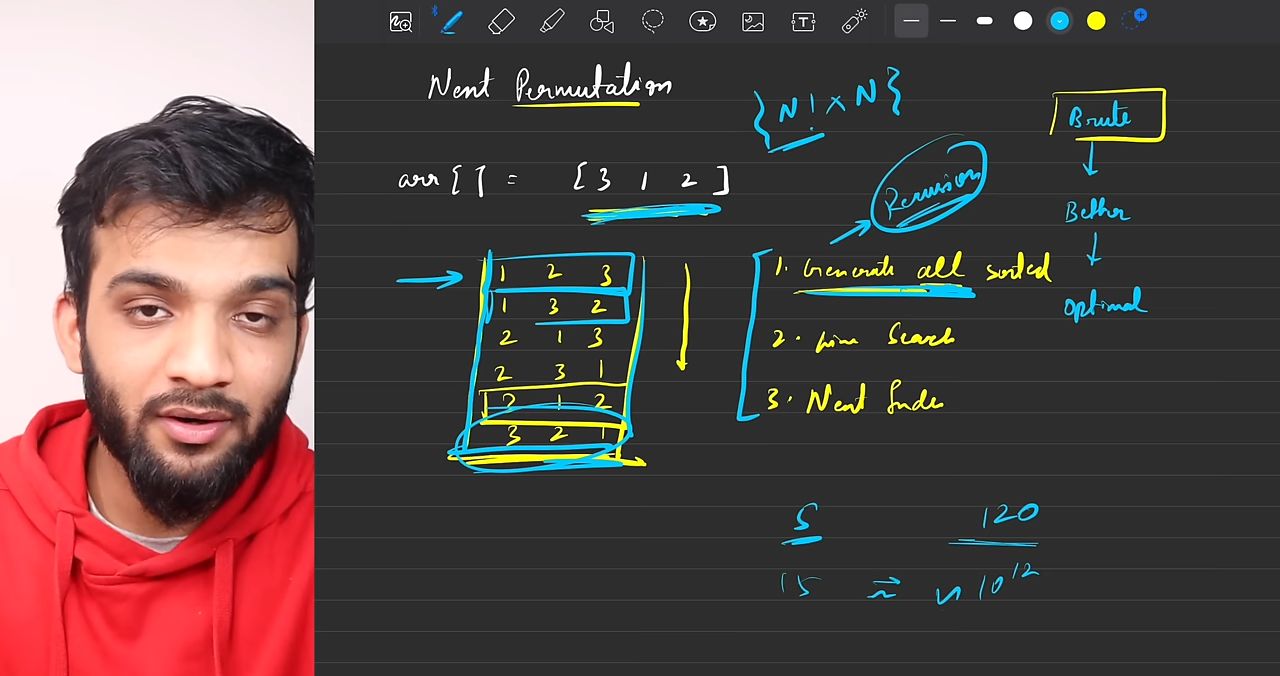 Next Permutation
{N! x N}
Brute
Better
Optimal
arr[] = [3 1 2]
Recursion
1 2 3
1 3 2
2 1 3
2 3 1
3 1 2
3 2 1
1. Generate all sorted
2. Linear Search
3. Next Index
5 120
15 ≈ ~10^12